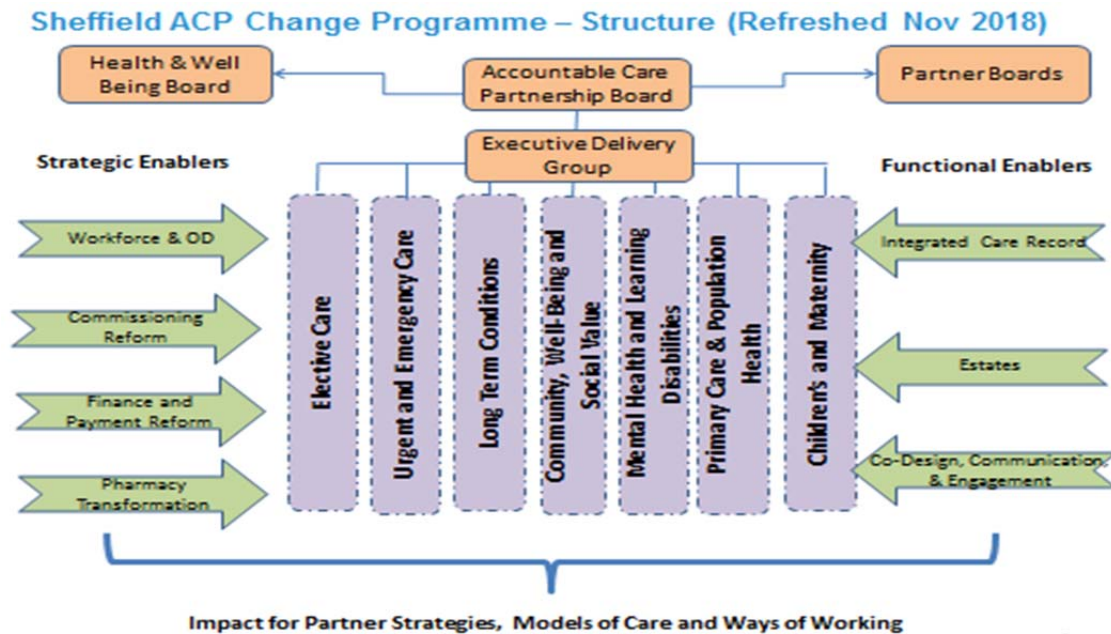 Sheffield ACP Change Programme – Structure (Refreshed Nov 2018)
Health & Well
Being Board
Accountable Care
Partnership Board
Partner Boards
Executive Delivery
Group
Strategic Enablers
Functional Enablers
Workforce & OD
Commissioning
Reform
Finance and
Payment Reform
Pharmacy
Transformation
Elective Care
Urgent and Emergency Care
Long Term Conditions
Community, Well-Being and
Social Value
Mental Health and Learning
Disabilities
Primary Care & Population
Health
Children's and Maternity
Integrated Care Record
Estates
Co-Design, Communication,
& Engagement
Impact for Partner Strategies, Models of Care and Ways of Working